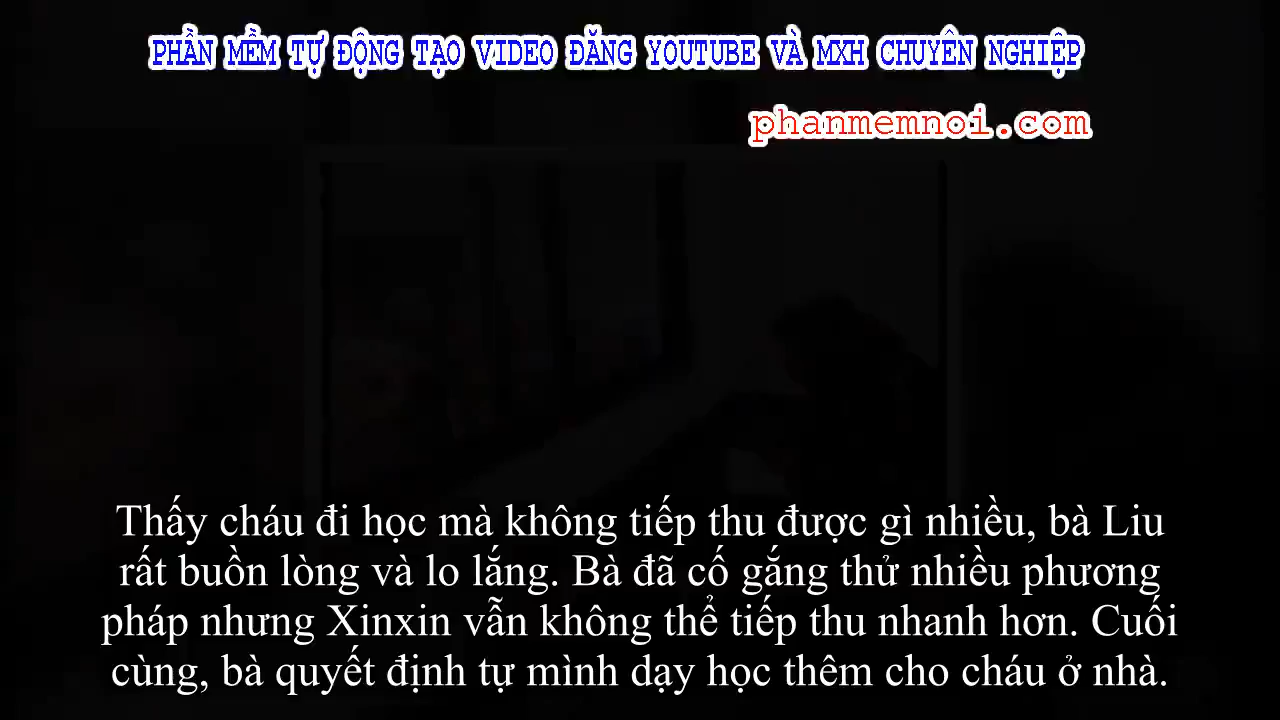 PHẦN MỀM TỰ ĐỘNG TẠO VIDEO ĐĂNG YOUTUBE VÀ MXH CHUYÊN NGHIỆP
phanmemnoi.com
Thấy cháu đi học mà không tiếp thu được gì nhiều, bà Liu
rất buồn lòng và lo lắng. Bà đã cố gắng thử nhiều phương
pháp nhưng Xinxin vẫn không thể tiếp thu nhanh hơn. Cuối
cùng, bà quyết định tự mình dạy học thêm cho cháu ở nhà.